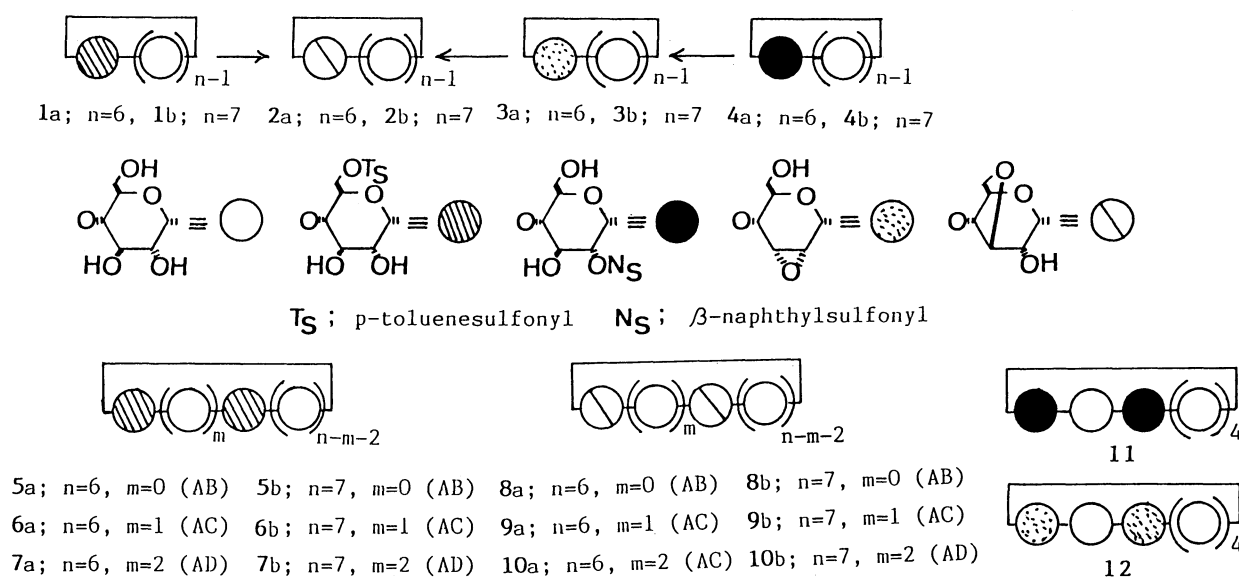 n-1 n-1 n-1 n-1
1a; n=6, 1b; n=7 2a; n=6, 2b; n=7 3a; n=6, 3b; n=7 4a; n=6, 4b; n=7
OH OTS OH OH O
O O O O O O O O O
HO OH ≡ HO OH ≡ HO ONS ≡ O ≡ OH ≡
TS ; p-toluenesulfonyl NS ; β-naphthylsulfonyl
m n-m-2 m n-m-2 4
11
5a; n=6, m=0 (AB) 5b; n=7, m=0 (AB) 8a; n=6, m=0 (AB) 8b; n=7, m=0 (AB)
6a; n=6, m=1 (AC) 6b; n=7, m=1 (AC) 9a; n=6, m=1 (AC) 9b; n=7, m=1 (AC)
4
7a; n=6, m=2 (AD) 7b; n=7, m=2 (AD) 10a; n=6, m=2 (AC) 10b; n=7, m=2 (AD)
12